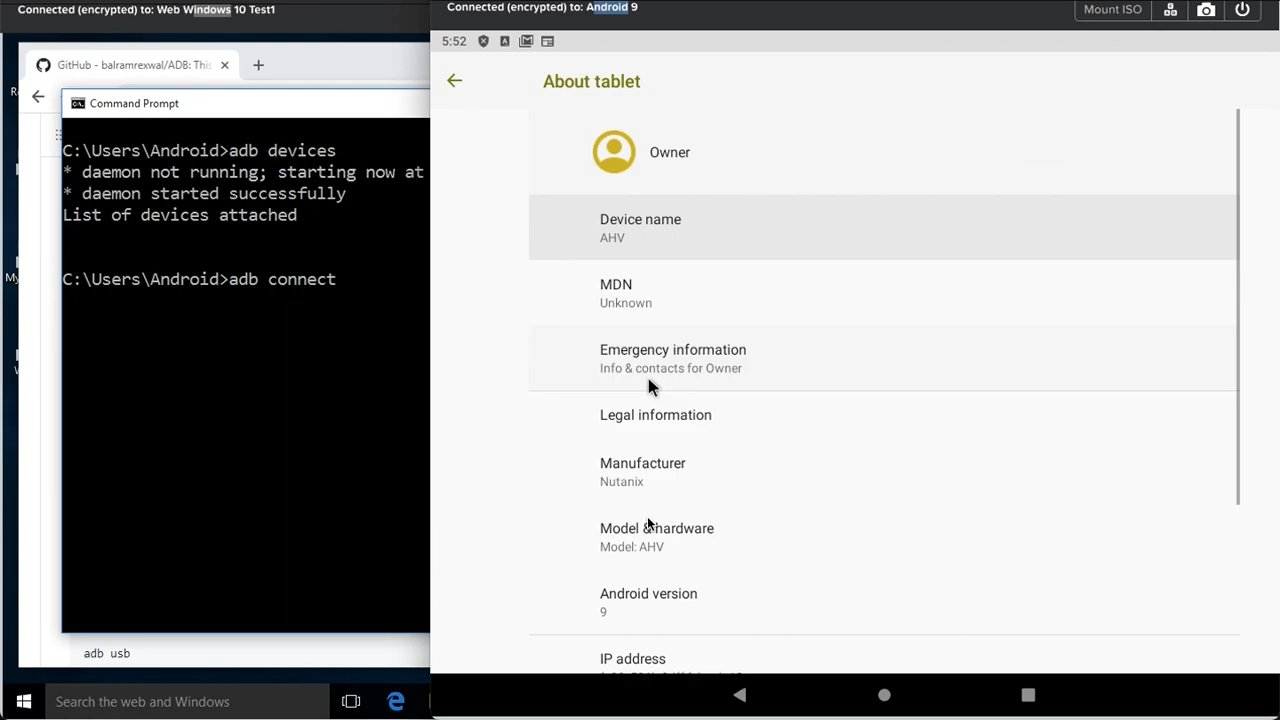 Connected (encrypted) to: Web Windows 10 Test1
GitHub - balramrexwal/ADB: This
Command Prompt
C:\Users\Android>adb devices
* daemon not running; starting now at
* daemon started successfully
List of devices attached
C:\Users\Android>adb connect
adb usb
Search the web and Windows
Connected (encrypted) to: Android 9
Mount ISO
5:52
About tablet
Owner
Device name
AHV
MDN
Unknown
Emergency information
Info & contacts for Owner
Legal information
Manufacturer
Nutanix
Model & hardware
Model: AHV
Android version
9
IP address